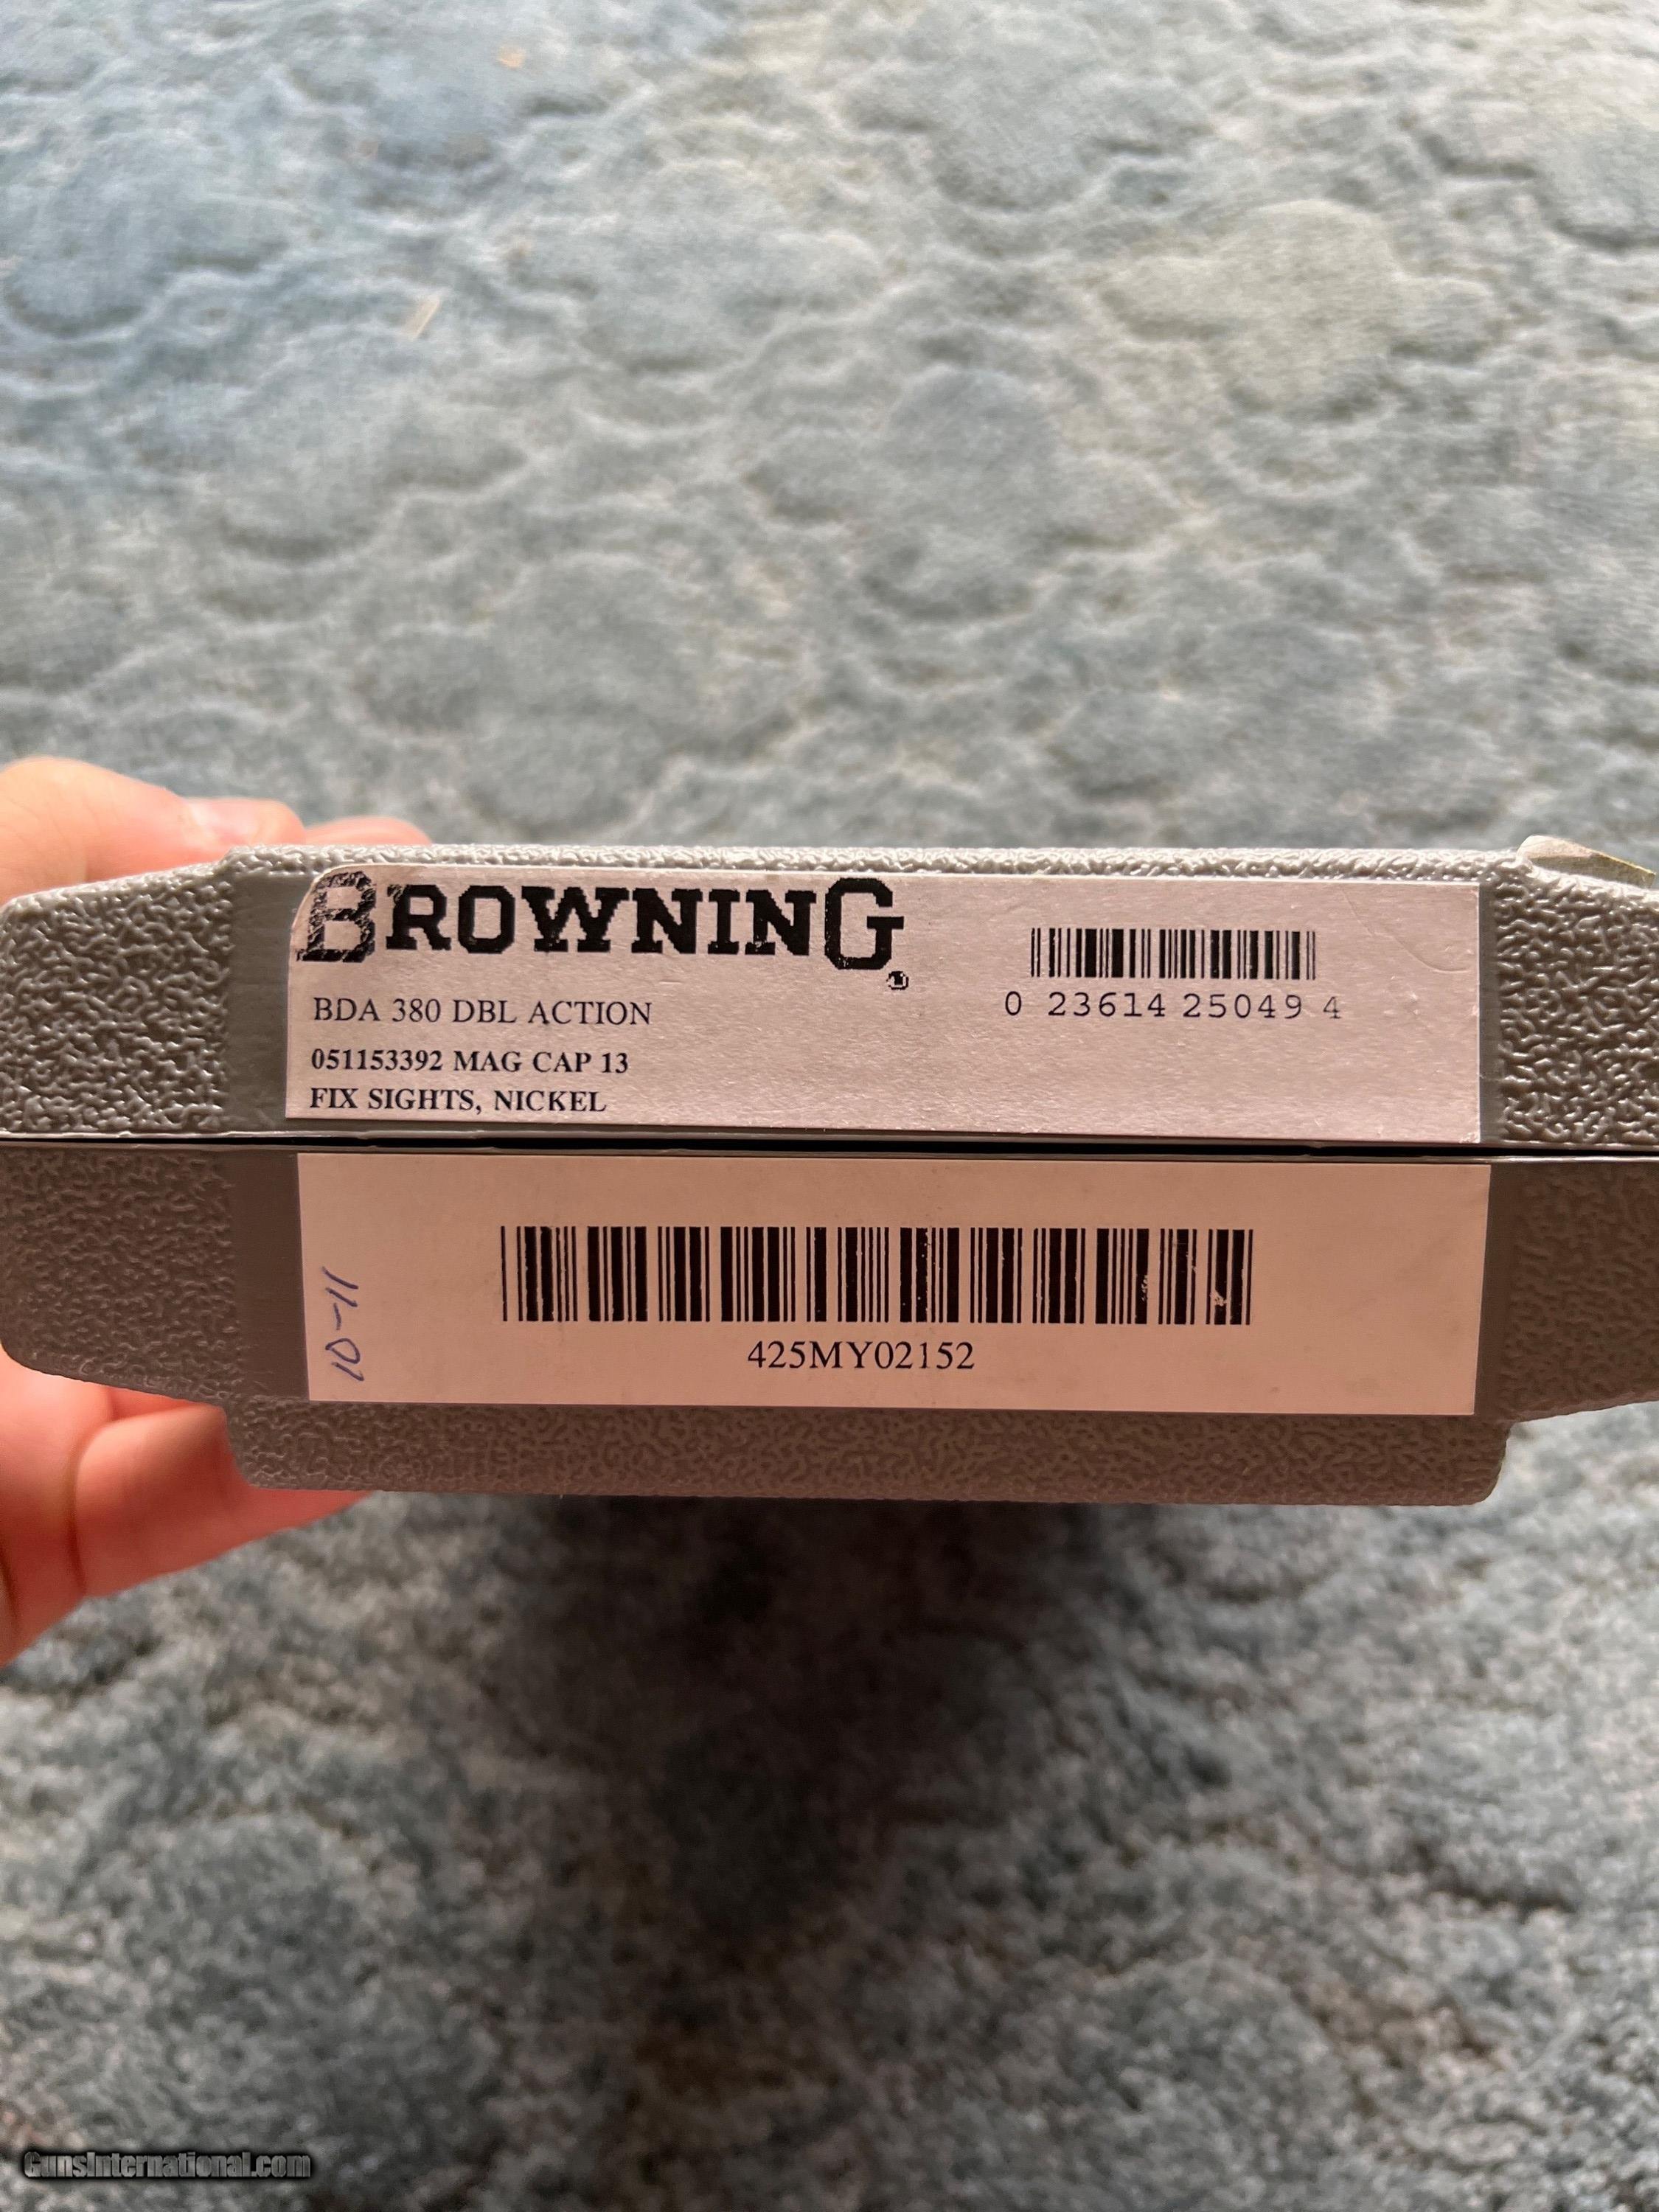 BROWNING®
BDA 380 DBL ACTION
051153392 MAG CAP 13
FIX SIGHTS, NICKEL
0 23614 25049 4
10-11
425MY02152
GunsInternational.com